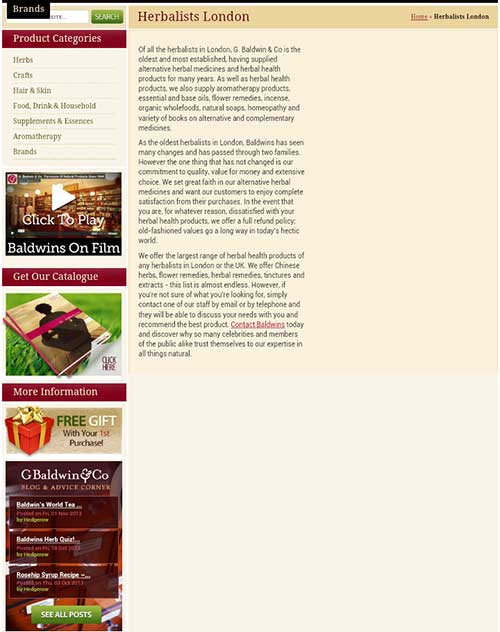 Brands
SITE...
SEARCH
Product Categories
Herbs
Crafts
Hair & Skin
Food, Drink & Household
Supplements & Essences
Aromatherapy
Brands
Click To Play
Baldwins On Film
Get Our Catalogue
CLICK
HERE
More Information
FREE GIFT
With Your 1st
Purchase!
G Baldwin & Co
BLOG & ADVICE CORNER
Baldwin's World Tea ...
Posted on Fri, 01 Nov 2013
by Hedgerow
Baldwins Herb Quiz!...
Posted on Fri, 18 Oct 2013
by Hedgerow
Rosehip Syrup Recipe –...
Posted on Thu, 03 Oct 2013
by Hedgerow
SEE ALL POSTS
Herbalists London
Home » Herbalists London
Of all the herbalists in London, G. Baldwin & Co is the
oldest and most established, having supplied
alternative herbal medicines and herbal health
products for many years. As well as herbal health
products, we also supply aromatherapy products,
essential and base oils, flower remedies, incense,
organic wholefoods, natural soaps, homeopathy and
variety of books on alternative and complementary
medicines.
As the oldest herbalists in London, Baldwins has seen
many changes and has passed through two families.
However the one thing that has not changed is our
commitment to quality, value for money and extensive
choice. We set great faith in our alternative herbal
medicines and want our customers to enjoy complete
satisfaction from their purchases. In the event that
you are, for whatever reason, dissatisfied with your
herbal health products, we offer a full refund policy;
old-fashioned values go a long way in today's hectic
world.
We offer the largest range of herbal health products of
any herbalists in London or the UK. We offer Chinese
herbs, flower remedies, herbal remedies, tinctures and
extracts - this list is almost endless. However, if
you're not sure of what you're looking for, simply
contact one of our staff by email or by telephone and
they will be able to discuss your needs with you and
recommend the best product. Contact Baldwins today
and discover why so many celebrities and members
of the public alike trust themselves to our expertise in
all things natural.